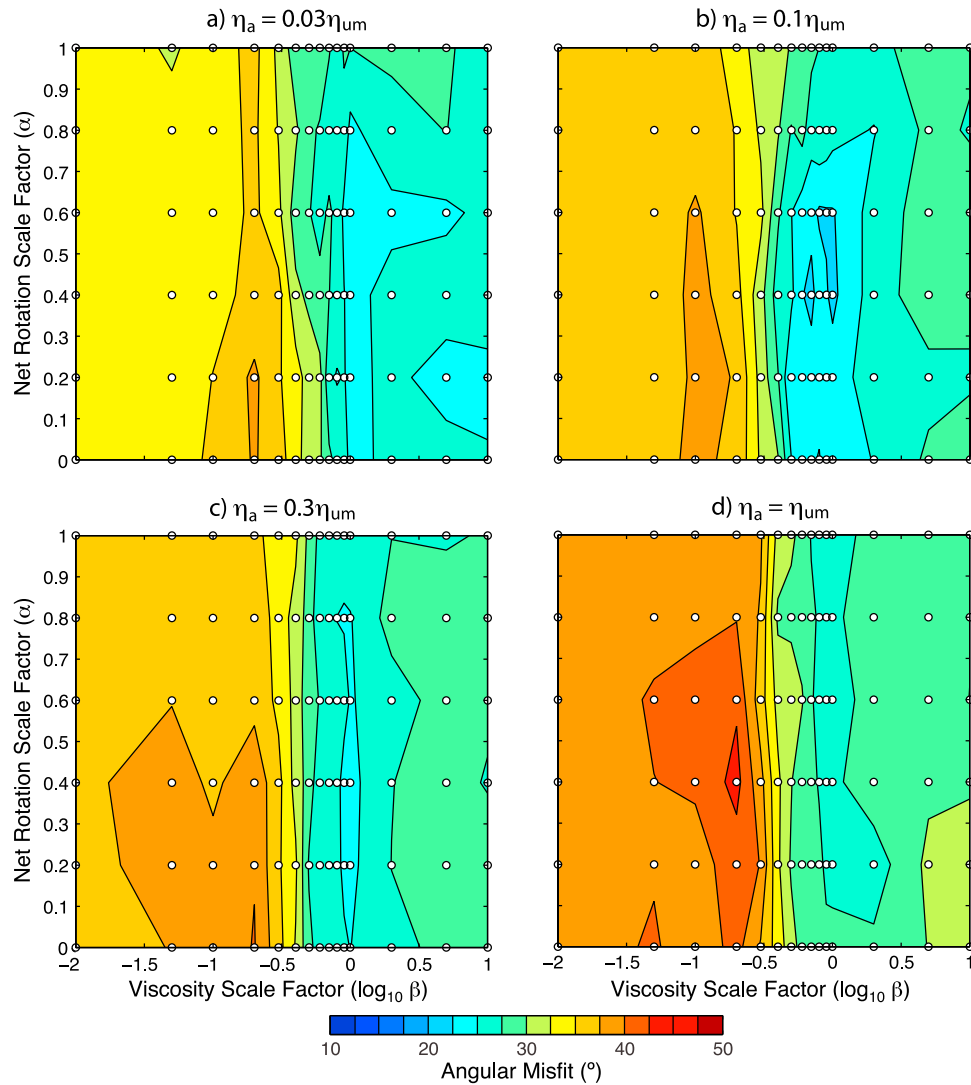 a) ηa = 0.03ηum
b) ηa = 0.1ηum
1
0.9
0.8
0.7
0.6
0.5
0.4
0.3
0.2
0.1
0
Net Rotation Scale Factor (α)
c) ηa = 0.3ηum
d) ηa = ηum
1
0.9
0.8
0.7
0.6
0.5
0.4
0.3
0.2
0.1
0
Net Rotation Scale Factor (α)
-2 -1.5 -1 -0.5 0 0.5 1
-2 -1.5 -1 -0.5 0 0.5 1
Viscosity Scale Factor (log10 β)
Viscosity Scale Factor (log10 β)
10 20 30 40 50
Angular Misfit (º)